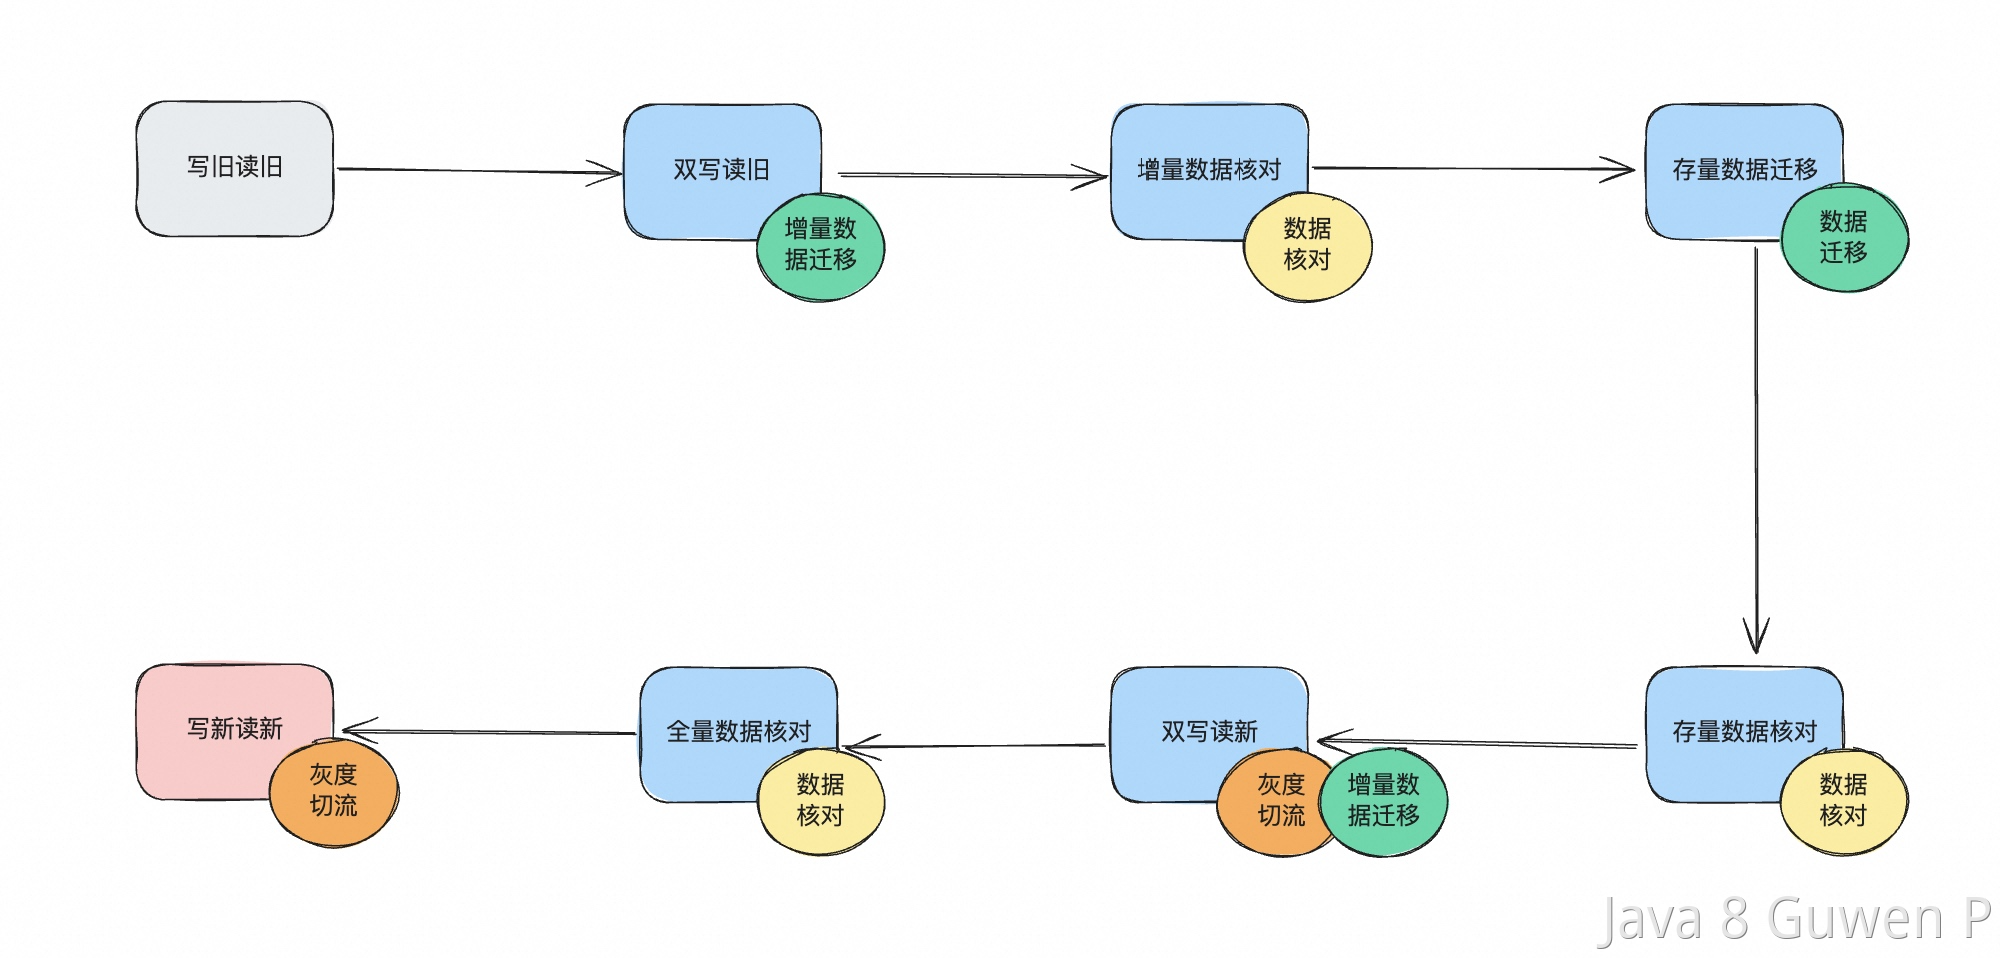 写旧读旧
双写读旧
增量数
据迁移
增量数据核对
数据
核对
存量数据迁移
数据
迁移
存量数据核对
数据
核对
双写读新
灰度
切流
增量数
据迁移
全量数据核对
数据
核对
写新读新
灰度
切流
Java 8 Guwen P